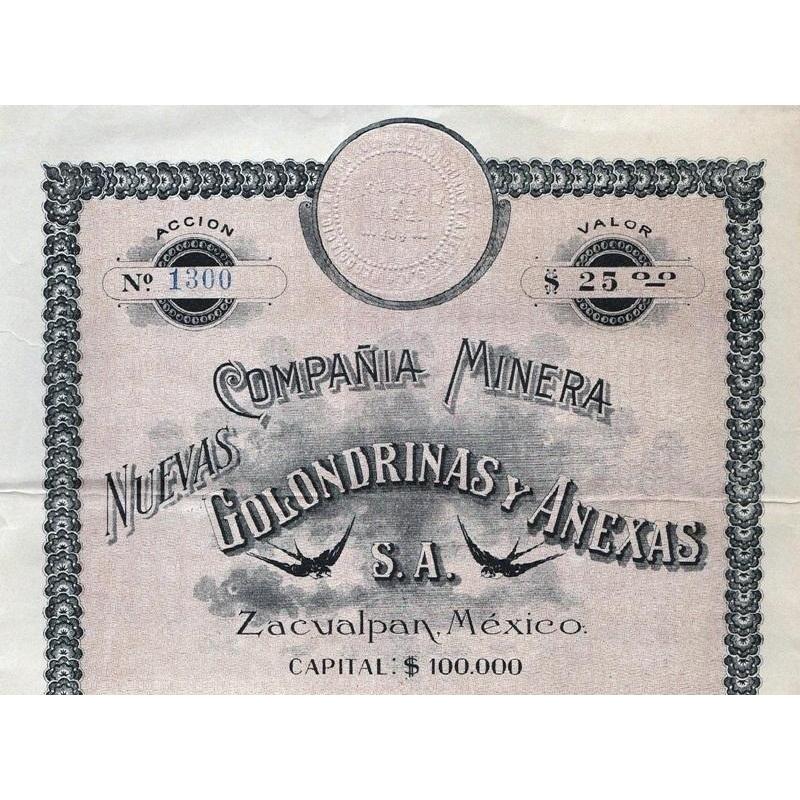 ACCION
Nº. 1300
VALOR
$ 25 00
COMPAÑIA MINERA
NUEVAS
GOLONDRINAS Y ANEXAS
S. A.
Zacualpan, México.
CAPITAL: $ 100.000